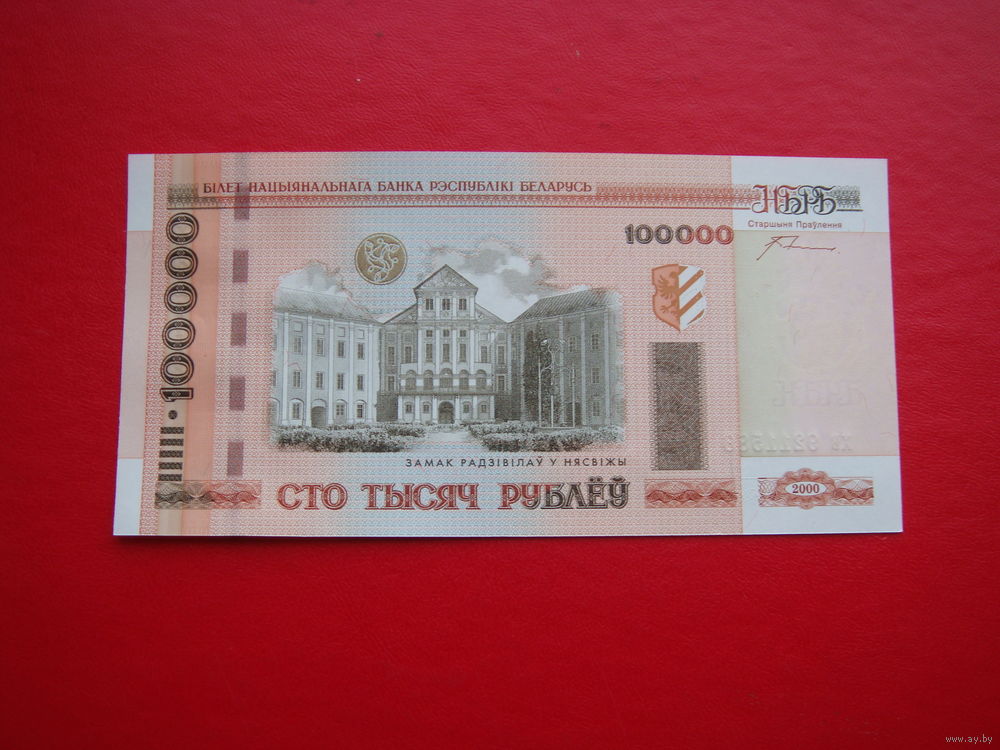 БІЛЕТ НАЦЫЯНАЛЬНАГА БАНКА РЭСПУБЛІКІ БЕЛАРУСЬ
НБРБ
Старшыня Праўлення
100000
100000
ЗАМАК РАДЗІВІЛАЎ У НЯСВІЖЫ
СТО ТЫСЯЧ РУБЛЁЎ
2000
www.ay.by